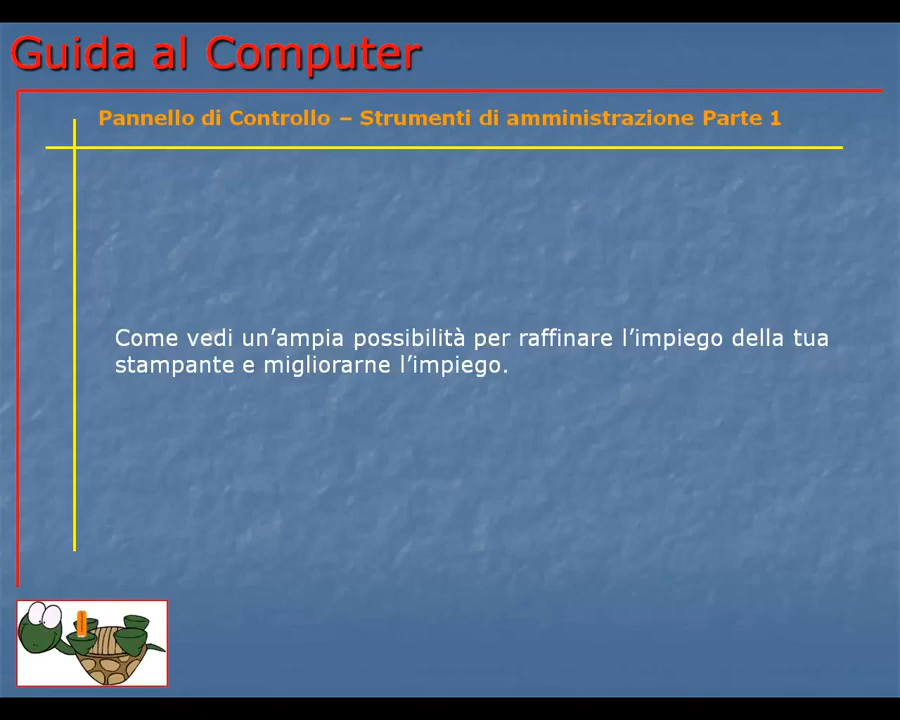 Guida al Computer
Pannello di Controllo – Strumenti di amministrazione Parte 1
Come vedi un’ampia possibilità per raffinare l’impiego della tua
stampante e migliorarne l’impiego.